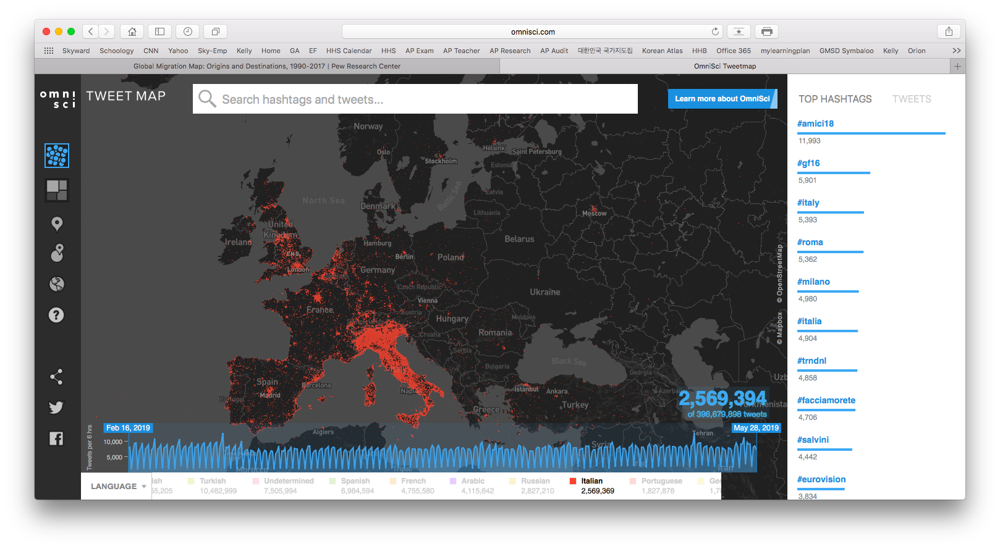 omnisci.com
Skyward Schoology CNN Yahoo Sky-Emp Kelly Home GA EF HHS Calendar HHS AP Exam AP Teacher AP Research AP Audit 대한민국 국가지도집 Korean Atlas HHB Office 365 mylearningplan GMSD Symbaloo Kelly Orion
Global Migration Map: Origins and Destinations, 1990-2017 | Pew Research Center
OmniSci Tweetmap
omni
sci
TWEET MAP
Search hashtags and tweets...
Learn more about OmniSci
TOP HASHTAGS TWEETS
#amici18
11,993
#gf16
5,901
#italy
5,393
#roma
5,362
#milano
4,980
#italia
4,904
#trndnl
4,858
#facciamorete
4,706
#salvini
4,442
#eurovision
3,834
Norway
Oslo
Helsinki
Saint Petersburg
Stockholm
Estonia
North Sea
Baltic Sea
Latvia
Denmark
Lithuania
Moscow
United
Kingdom
Ireland
ENG
London
Hamburg
Berlin
Poland
Belarus
Germany
Czech Republic
Ukraine
Vienna
France
Austria
Switzerland
Hungary
Moldova
Croatia
Romania
Serbia
Black Sea
Bulgaria
Georgia
Uzb
Spain
Barcelona
Madrid
Portugal
Naples
Istanbul
Ankara
Azerba
Turkey
Turkmenista
Greece
© Mapbox © OpenStreetMap
2,569,394
of 396,679,898 tweets
Feb 16, 2019
May 28, 2019
Algiers
Tehran
Syria
Casablanca
Tripoli
Iraq
Iran
Morocco
Tweets per 6 hrs
10,000
5,000
LANGUAGE
ish
55,205
Turkish
10,482,999
Undetermined
7,505,994
Spanish
6,984,594
French
4,755,580
Arabic
4,115,642
Russian
2,827,210
Italian
2,569,369
Portuguese
1,827,878
Ge